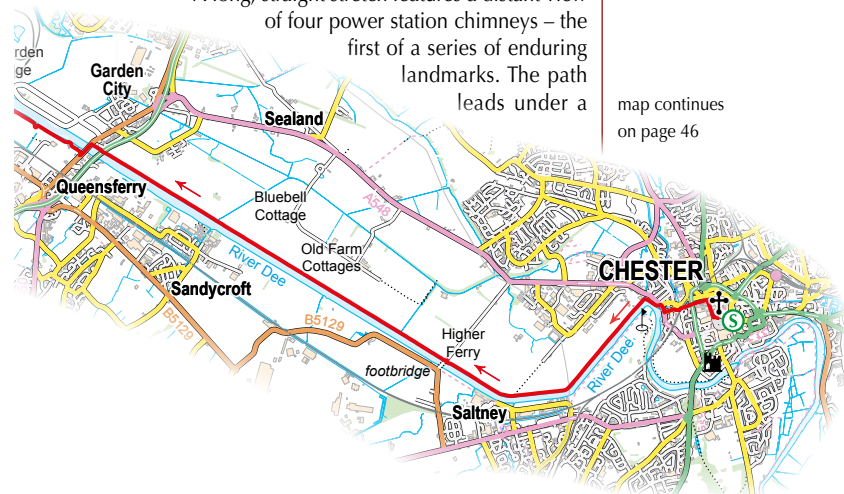 of four power station chimneys – the
first of a series of enduring
landmarks. The path
leads under a
map continues
on page 46
rden
ge
Garden
City
Sealand
Queensferry
Bluebell
Cottage
A548
Old Farm
Cottages
River Dee
Sandycroft
B5129
B5129
CHESTER
S
Higher
Ferry
footbridge
River Dee
Saltney